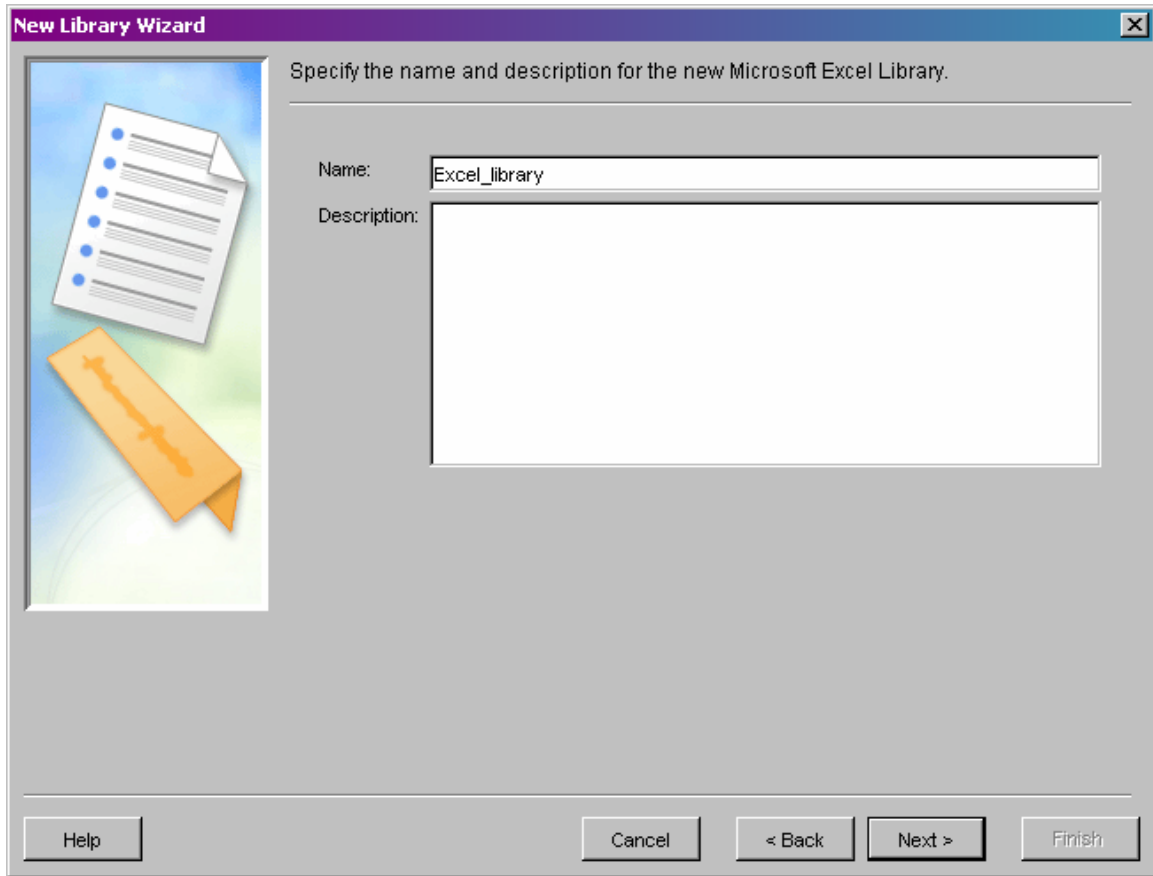 New Library Wizard
Specify the name and description for the new Microsoft Excel Library.
Name: Excel_library
Description:
Help Cancel < Back Next > Finish